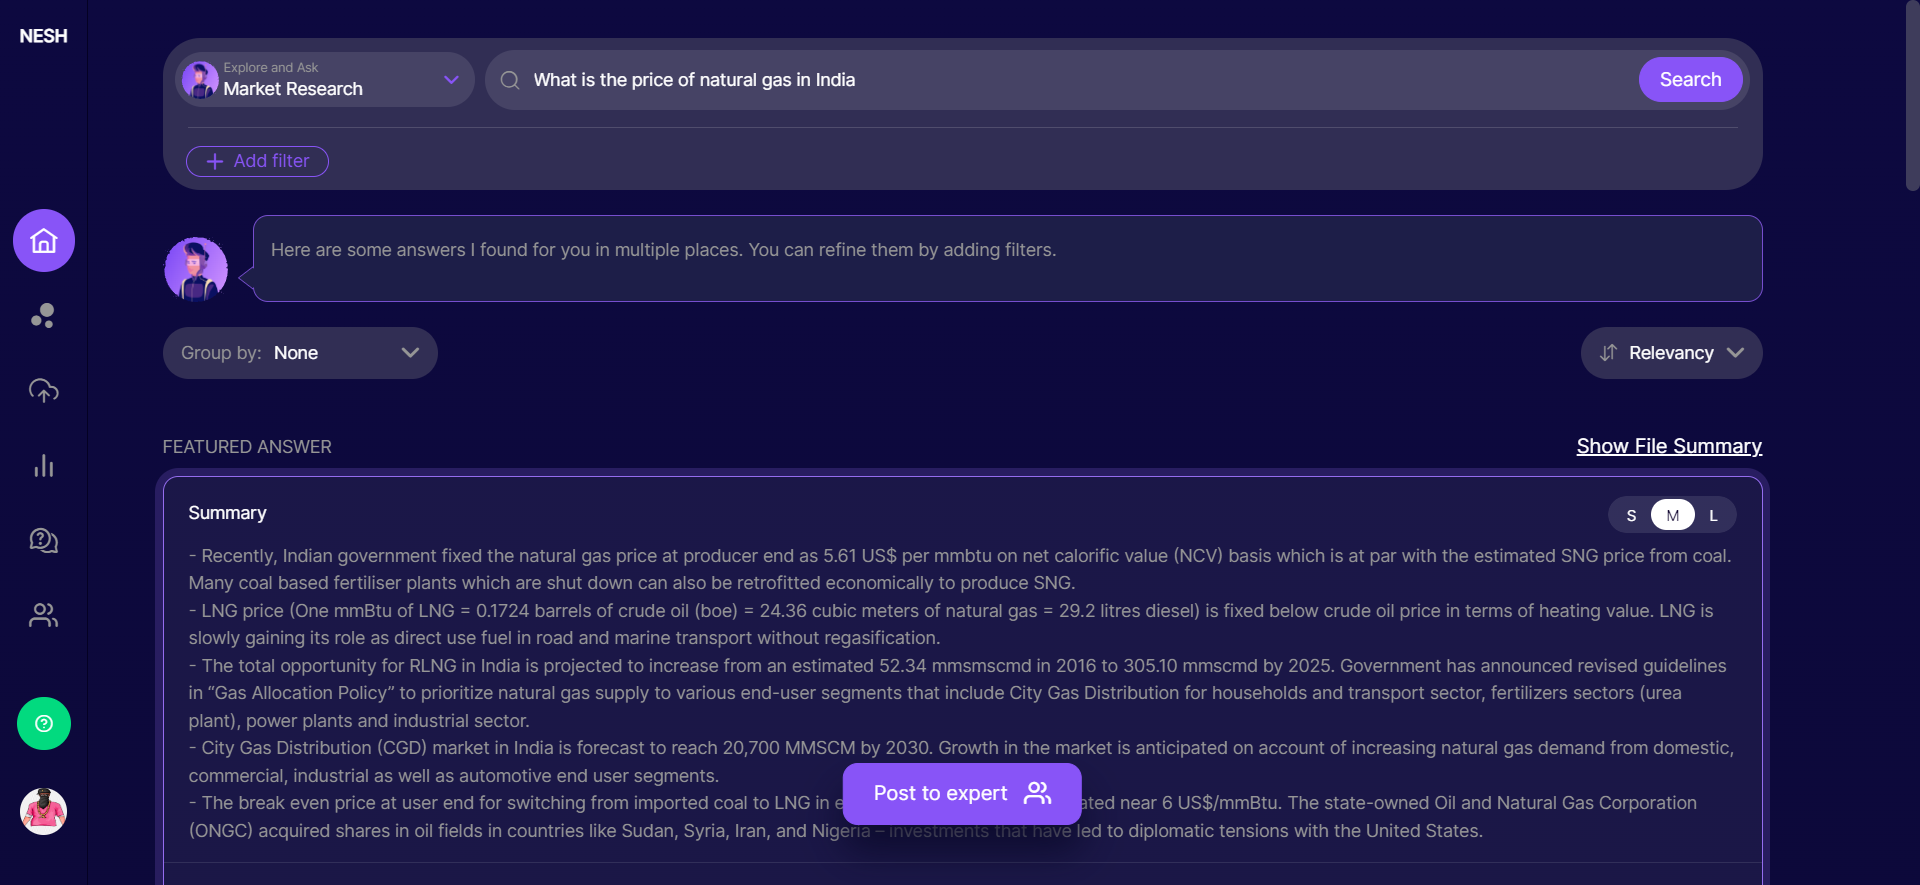 NESH
Explore and Ask
Market Research
What is the price of natural gas in India
Search
Add filter
Here are some answers I found for you in multiple places. You can refine them by adding filters.
Group by: None
Relevancy
FEATURED ANSWER
Show File Summary
Summary
S M L
- Recently, Indian government fixed the natural gas price at producer end as 5.61 US$ per mmbtu on net calorific value (NCV) basis which is at par with the estimated SNG price from coal.
Many coal based fertiliser plants which are shut down can also be retrofitted economically to produce SNG.
- LNG price (One mmBtu of LNG = 0.1724 barrels of crude oil (boe) = 24.36 cubic meters of natural gas = 29.2 litres diesel) is fixed below crude oil price in terms of heating value. LNG is
slowly gaining its role as direct use fuel in road and marine transport without regasification.
- The total opportunity for RLNG in India is projected to increase from an estimated 52.34 mmsmscmd in 2016 to 305.10 mmscmd by 2025. Government has announced revised guidelines
in “Gas Allocation Policy” to prioritize natural gas supply to various end-user segments that include City Gas Distribution for households and transport sector, fertilizers sectors (urea
plant), power plants and industrial sector.
- City Gas Distribution (CGD) market in India is forecast to reach 20,700 MMSCM by 2030. Growth in the market is anticipated on account of increasing natural gas demand from domestic,
commercial, industrial as well as automotive end user segments.
- The break even price at user end for switching from imported coal to LNG in near 6 US$/mmBtu. The state-owned Oil and Natural Gas Corporation
Post to expert
(ONGC) acquired shares in oil fields in countries like Sudan, Syria, Iran, and Nigeria – investments that have led to diplomatic tensions with the United States.